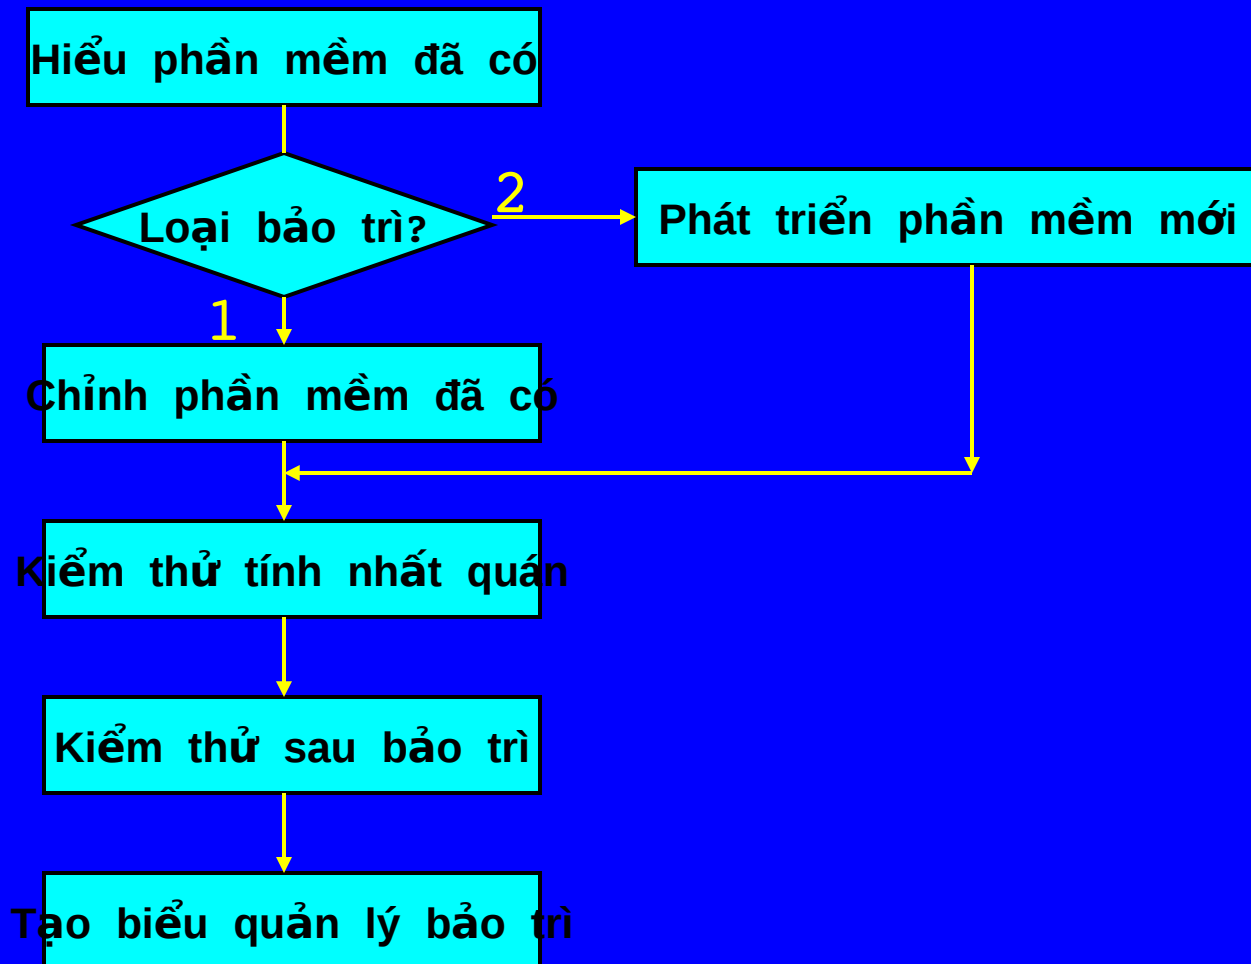 Hiểu phần mềm đã có
2
Loại bảo trì?
Phát triển phần mềm mới
1
Chỉnh phần mềm đã có
Kiểm thử tính nhất quán
Kiểm thử sau bảo trì
Tạo biểu quản lý bảo trì